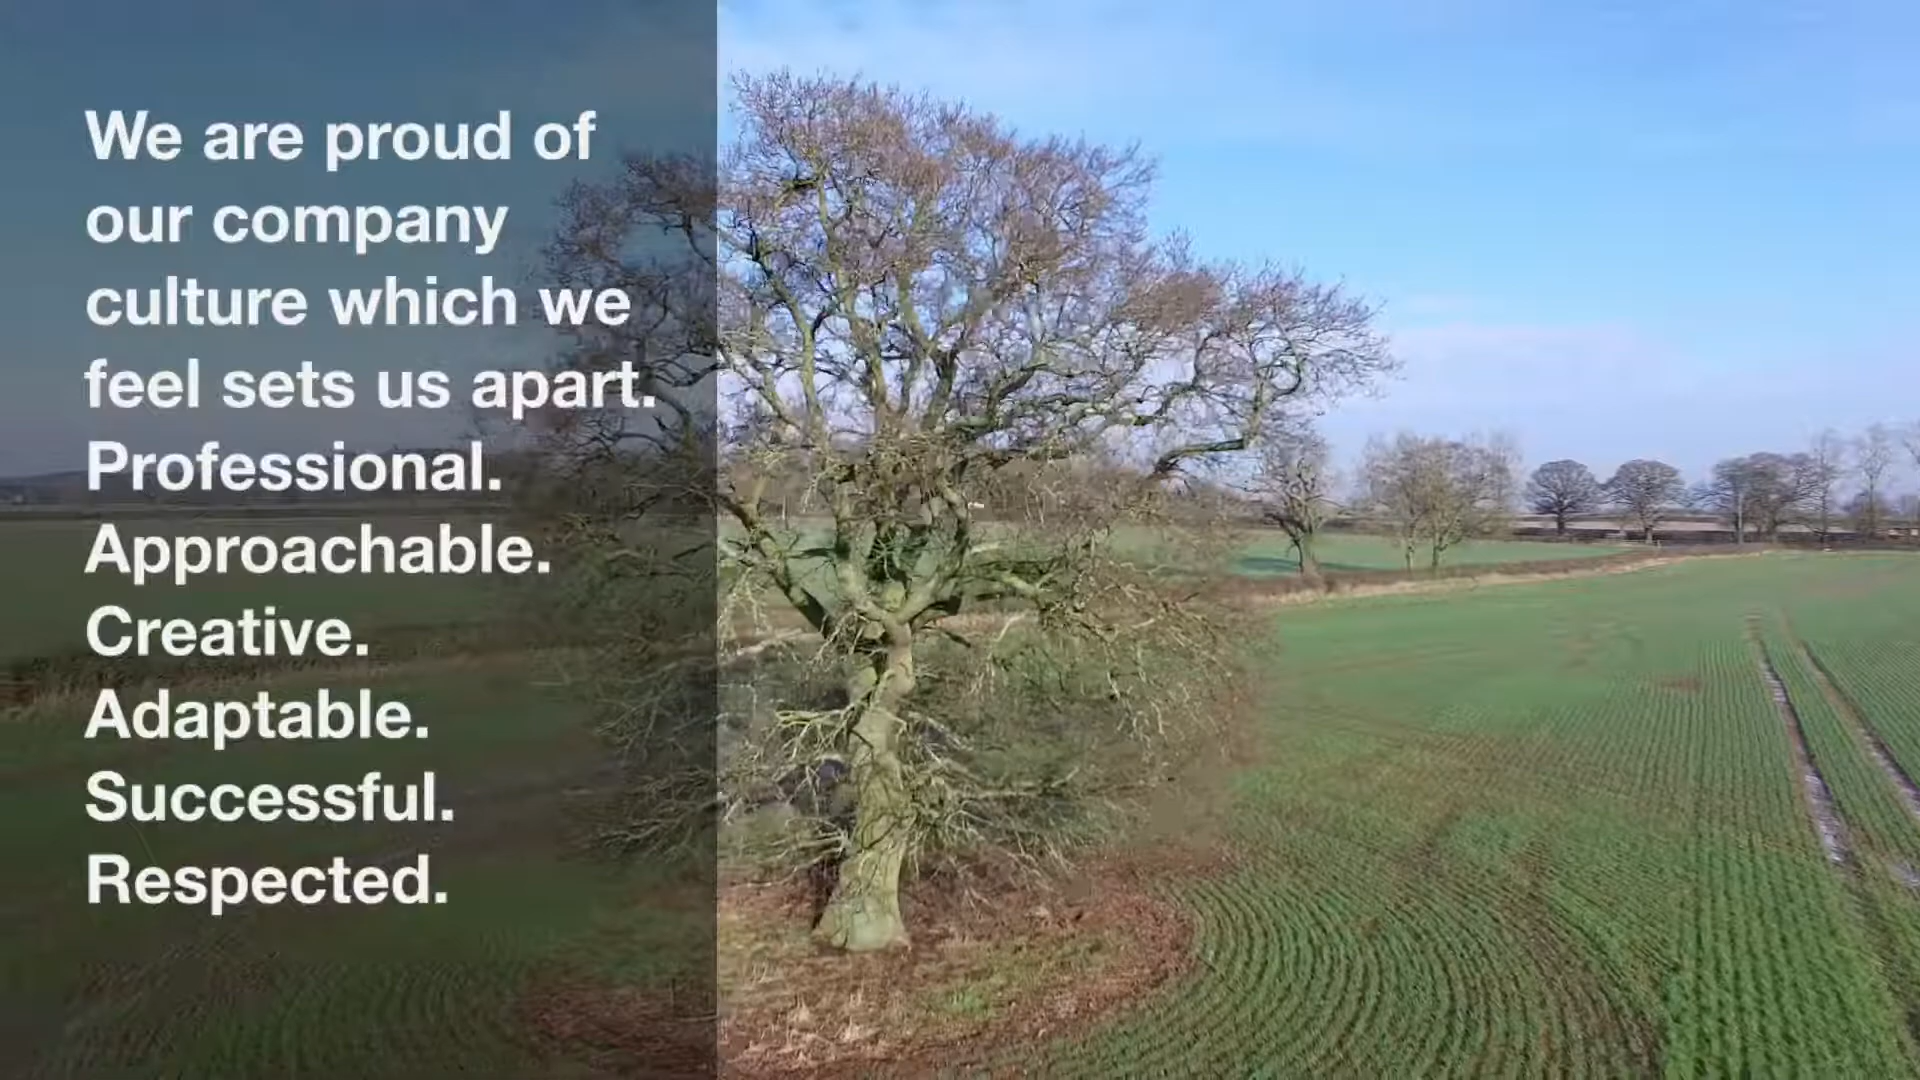 We are proud of
our company
culture which we
feel sets us apart.
Professional.
Approachable.
Creative.
Adaptable.
Successful.
Respected.